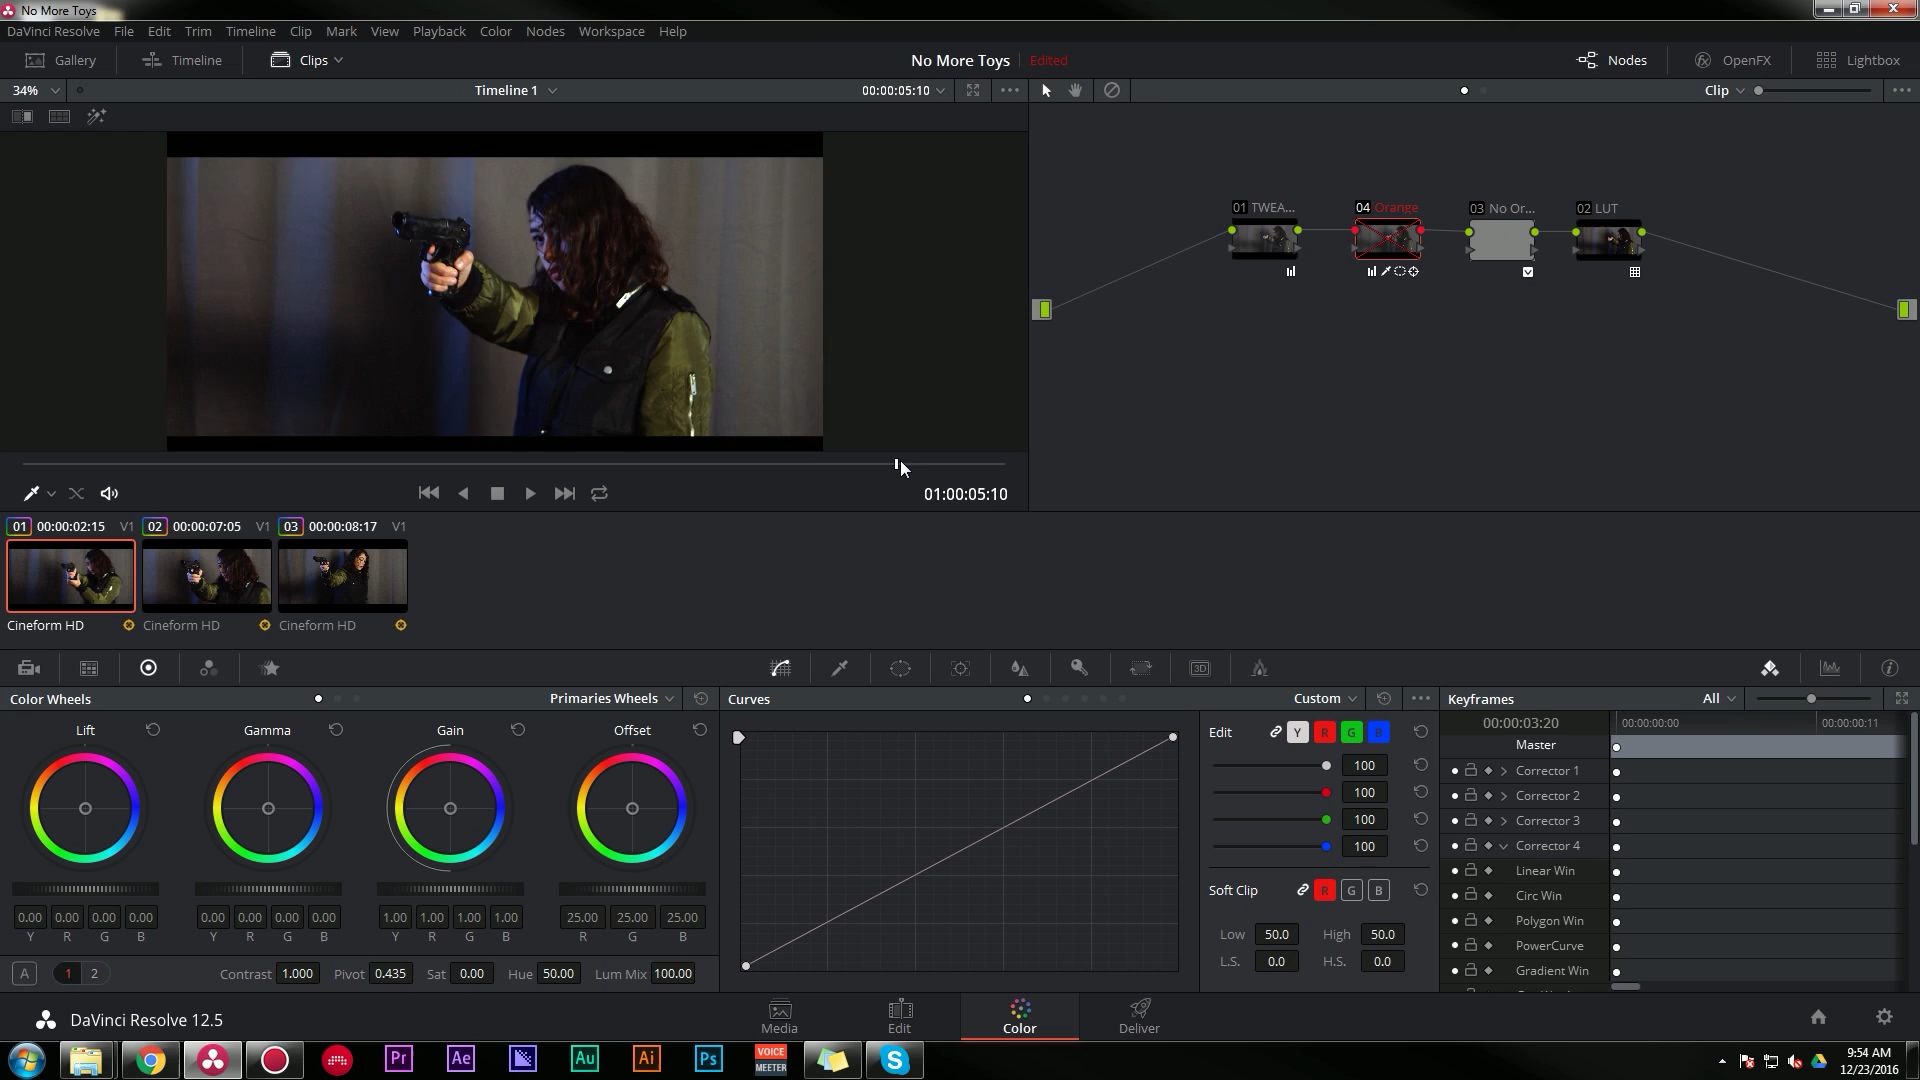 No More Toys
DaVinci Resolve File Edit Trim Timeline Clip Mark View Playback Color Nodes Workspace Help
Gallery Timeline Clips No More Toys Edited Nodes OpenFX Lightbox
34% Timeline 1 00:00:05:10 Clip
01 TWEA... 04 Orange 03 No Or... 02 LUT
01:00:05:10
01 00:00:02:15 V1 02 00:00:07:05 V1 03 00:00:08:17 V1
Cineform HD Cineform HD Cineform HD
3D
Color Wheels Primaries Wheels Curves Custom Keyframes All
Lift Gamma Gain Offset
Edit Y R G B
100
100
100
100
Soft Clip R G B
Low 50.0 High 50.0
L.S. 0.0 H.S. 0.0
0.00 0.00 0.00 0.00 0.00 0.00 0.00 0.00 1.00 1.00 1.00 1.00 25.00 25.00 25.00
Y R G B Y R G B Y R G B R G B
A 1 2 Contrast 1.000 Pivot 0.435 Sat 0.00 Hue 50.00 Lum Mix 100.00
00:00:03:20 00:00:00:00 00:00:00:11
Master
Corrector 1
Corrector 2
Corrector 3
Corrector 4
Linear Win
Circ Win
Polygon Win
PowerCurve
Gradient Win
DaVinci Resolve 12.5 Media Edit Color Deliver
Pr Ae Au Ai Ps VOICE MEETER S
9:54 AM
12/23/2016